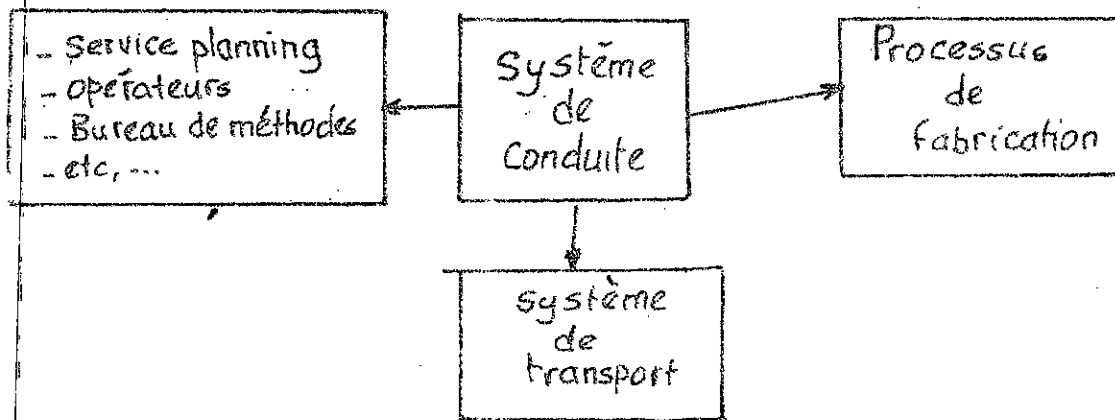 - Service planning
- opérateurs
- Bureau de méthodes
- etc, ...
Système
de
Conduite
Processus
de
fabrication
système
de
transport